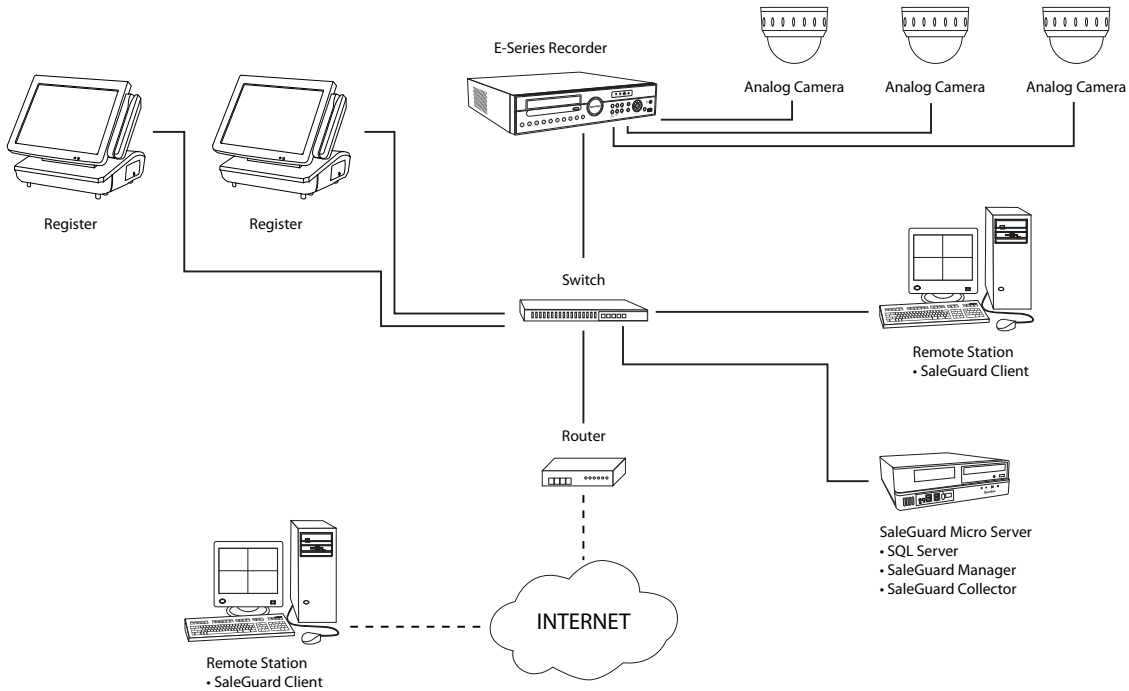 E-Series Recorder
Analog Camera
Analog Camera
Analog Camera
Register
Register
Switch
Remote Station
• SaleGuard Client
Router
SaleGuard Micro Server
• SQL Server
• SaleGuard Manager
• SaleGuard Collector
INTERNET
Remote Station
• SaleGuard Client